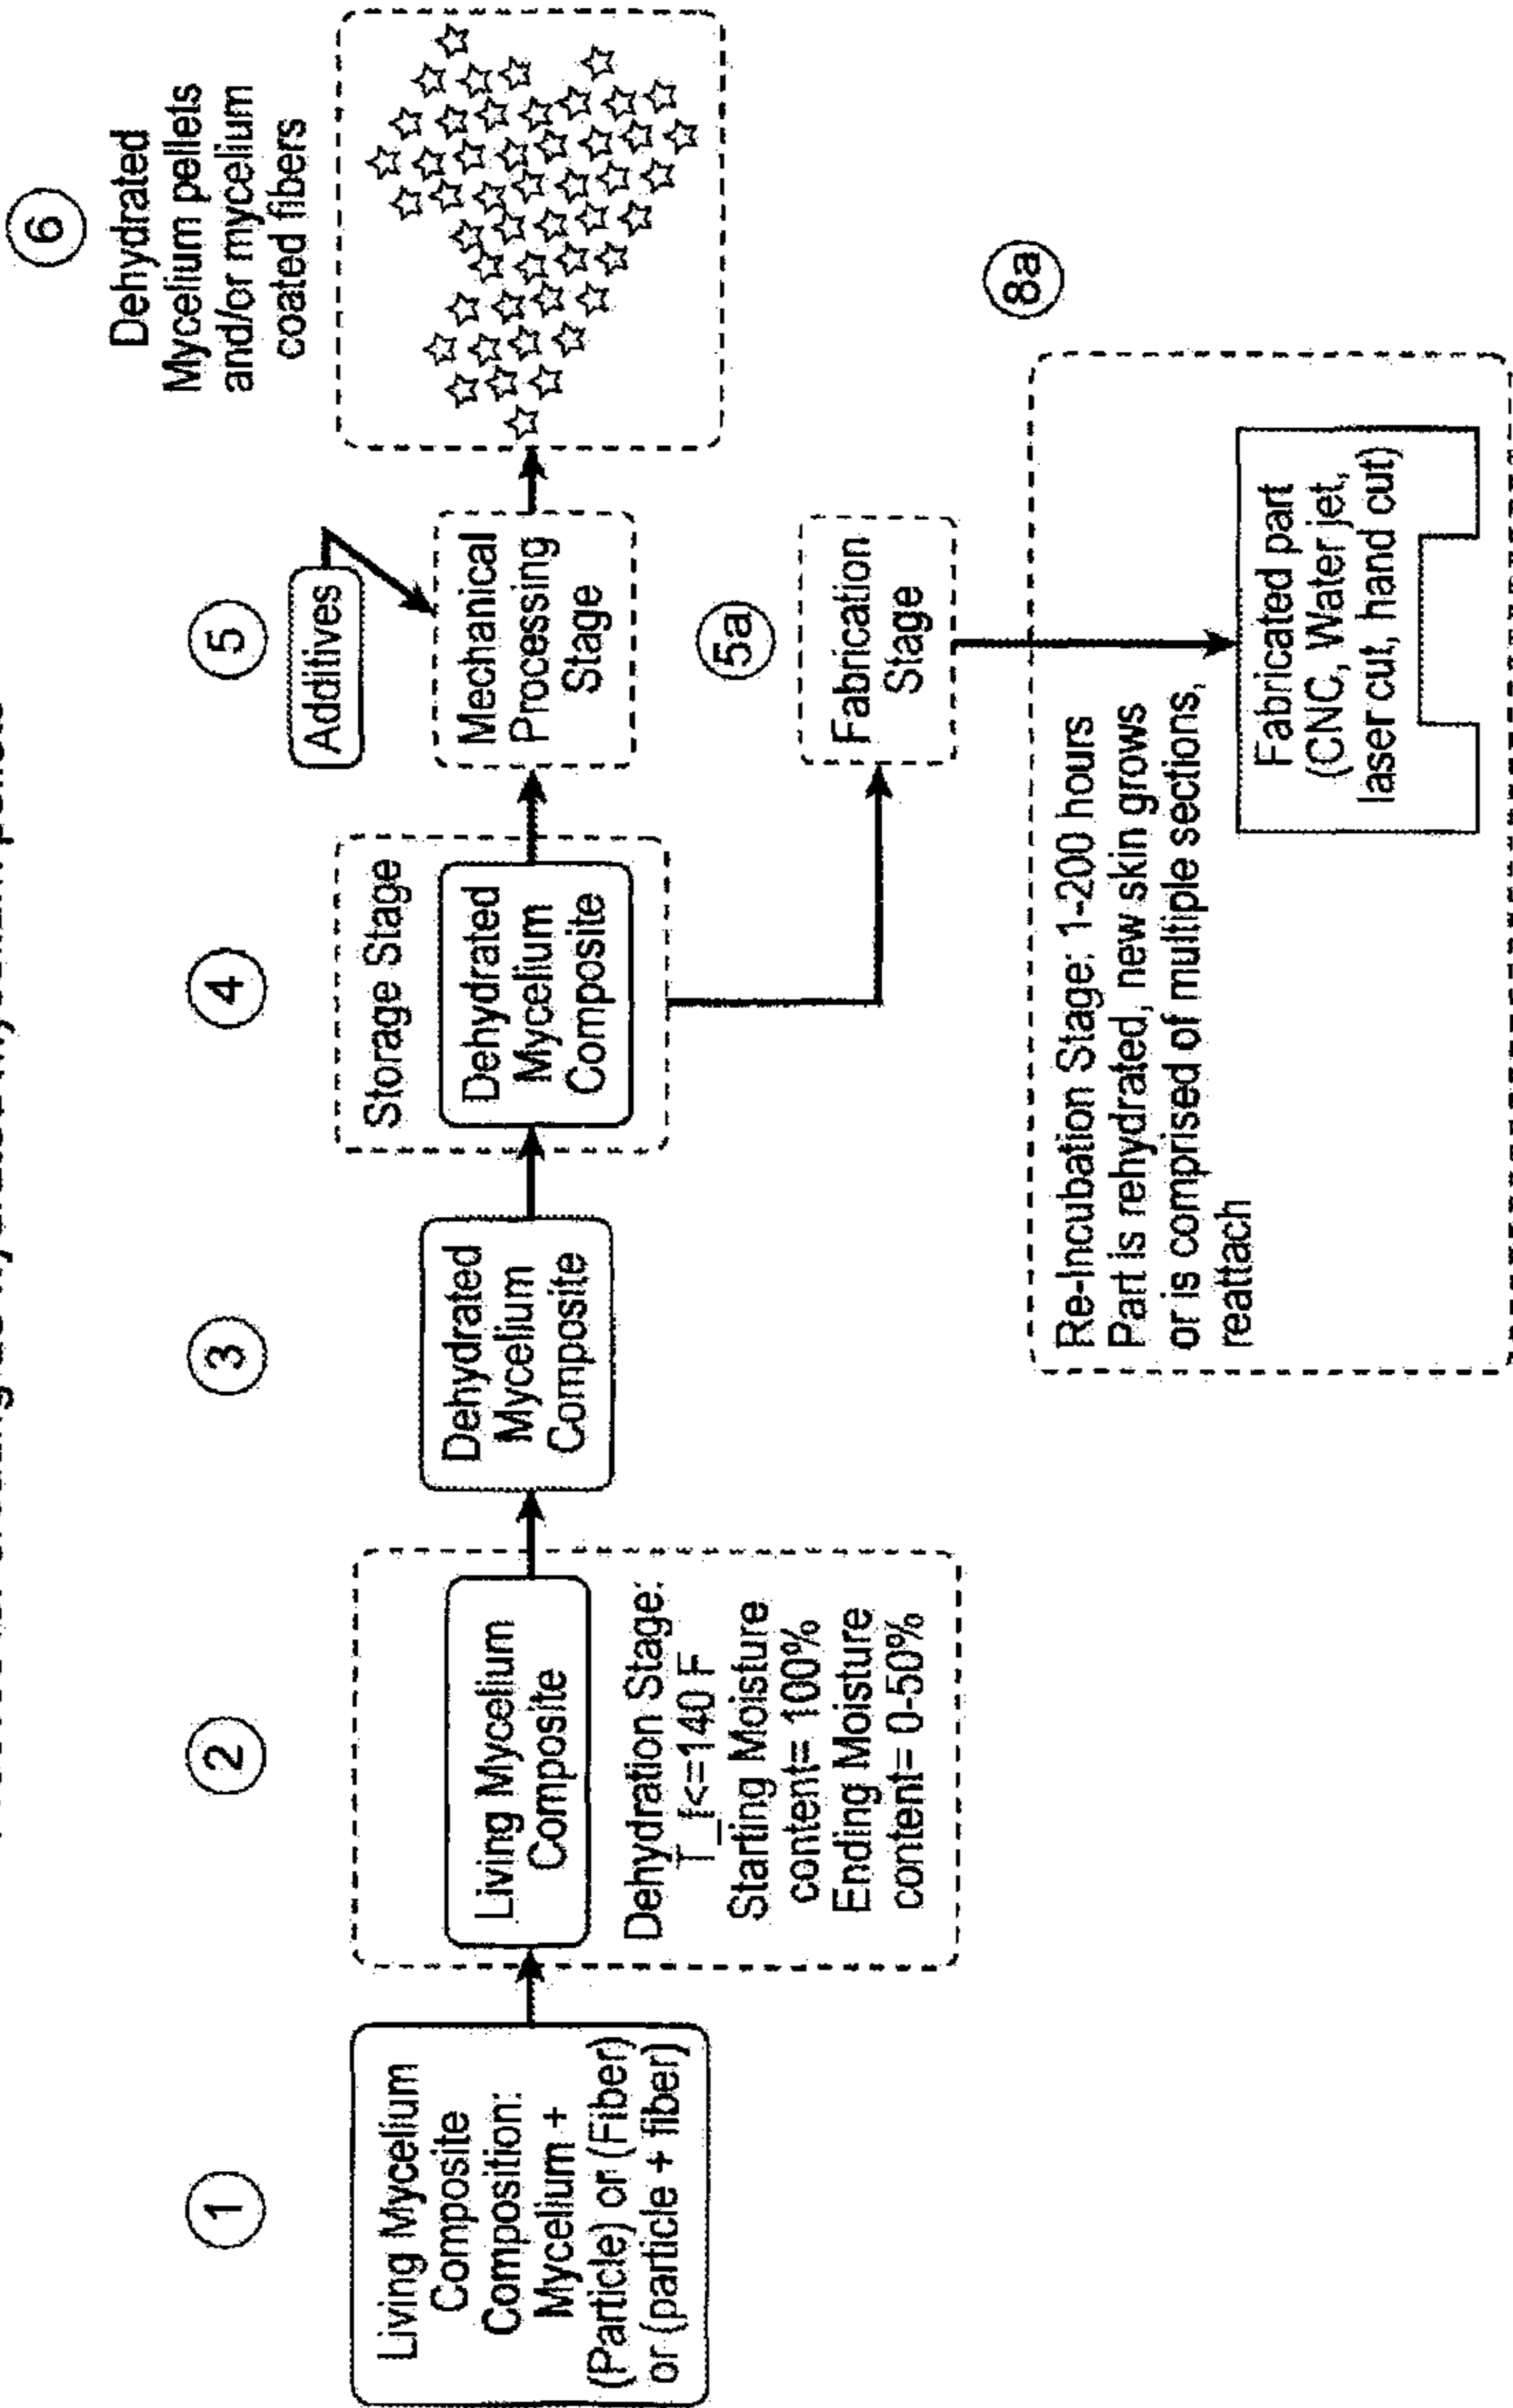 1
Living Mycelium
Composite
Composition:
Mycelium +
(Particle) or (Fiber)
or (particle + fiber)
2
Living Mycelium
Composite
Dehydration Stage:
T_f<=140 F
Starting Moisture
content= 100%
Ending Moisture
content= 0-50%
3
Dehydrated
Mycelium
Composite
4
Storage Stage
Dehydrated
Mycelium
Composite
5
Additives
Mechanical
Processing
Stage
5a
Fabrication
Stage
6
Dehydrated
Mycelium pellets
and/or mycelium
coated fibers
8a
Re-Incubation Stage: 1-200 hours
Part is rehydrated, new skin grows
or is comprised of multiple sections,
reattach
Fabricated part
(CNC, Water jet,
laser cut, hand cut)